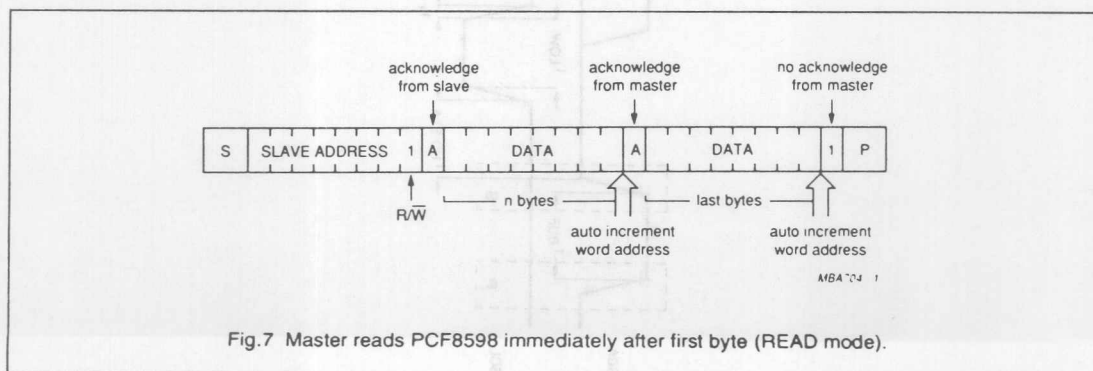 acknowledge
from slave
acknowledge
from master
no acknowledge
from master
S SLAVE ADDRESS 1 A DATA A DATA 1 P
R/W̅
n bytes
last bytes
auto increment
word address
auto increment
word address
Fig.7 Master reads PCF8598 immediately after first byte (READ mode).